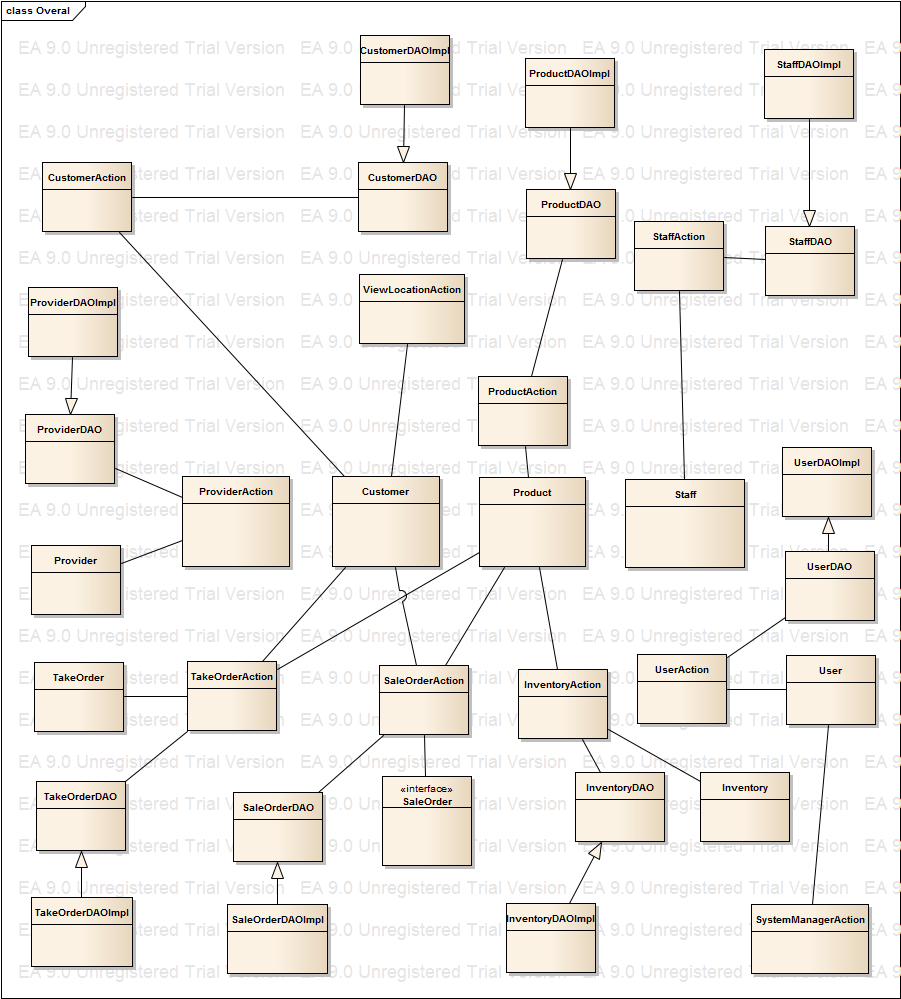 class Overal
CustomerDAOImpl
ProductDAOImpl
StaffDAOImpl
CustomerAction
CustomerDAO
ProductDAO
StaffAction
StaffDAO
ViewLocationAction
ProviderDAOImpl
ProductAction
ProviderDAO
UserDAOImpl
ProviderAction
Customer
Product
Staff
Provider
UserDAO
TakeOrder
TakeOrderAction
SaleOrderAction
InventoryAction
UserAction
User
TakeOrderDAO
SaleOrderDAO
«interface»
SaleOrder
InventoryDAO
Inventory
TakeOrderDAOImpl
SaleOrderDAOImpl
InventoryDAOImpl
SystemManagerAction
EA 9.0 Unregistered Trial Version